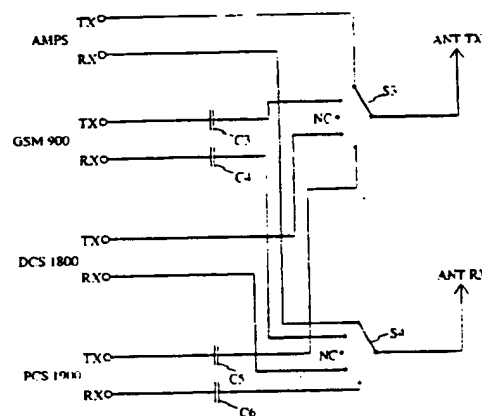 TX
AMPS
RX
ANT TX
S3
TX
NC
C3
GSM 900
RX
C4
TX
DCS 1800
RX
ANT RX
S4
TX
NC
C5
PCS 1900
RX
C6